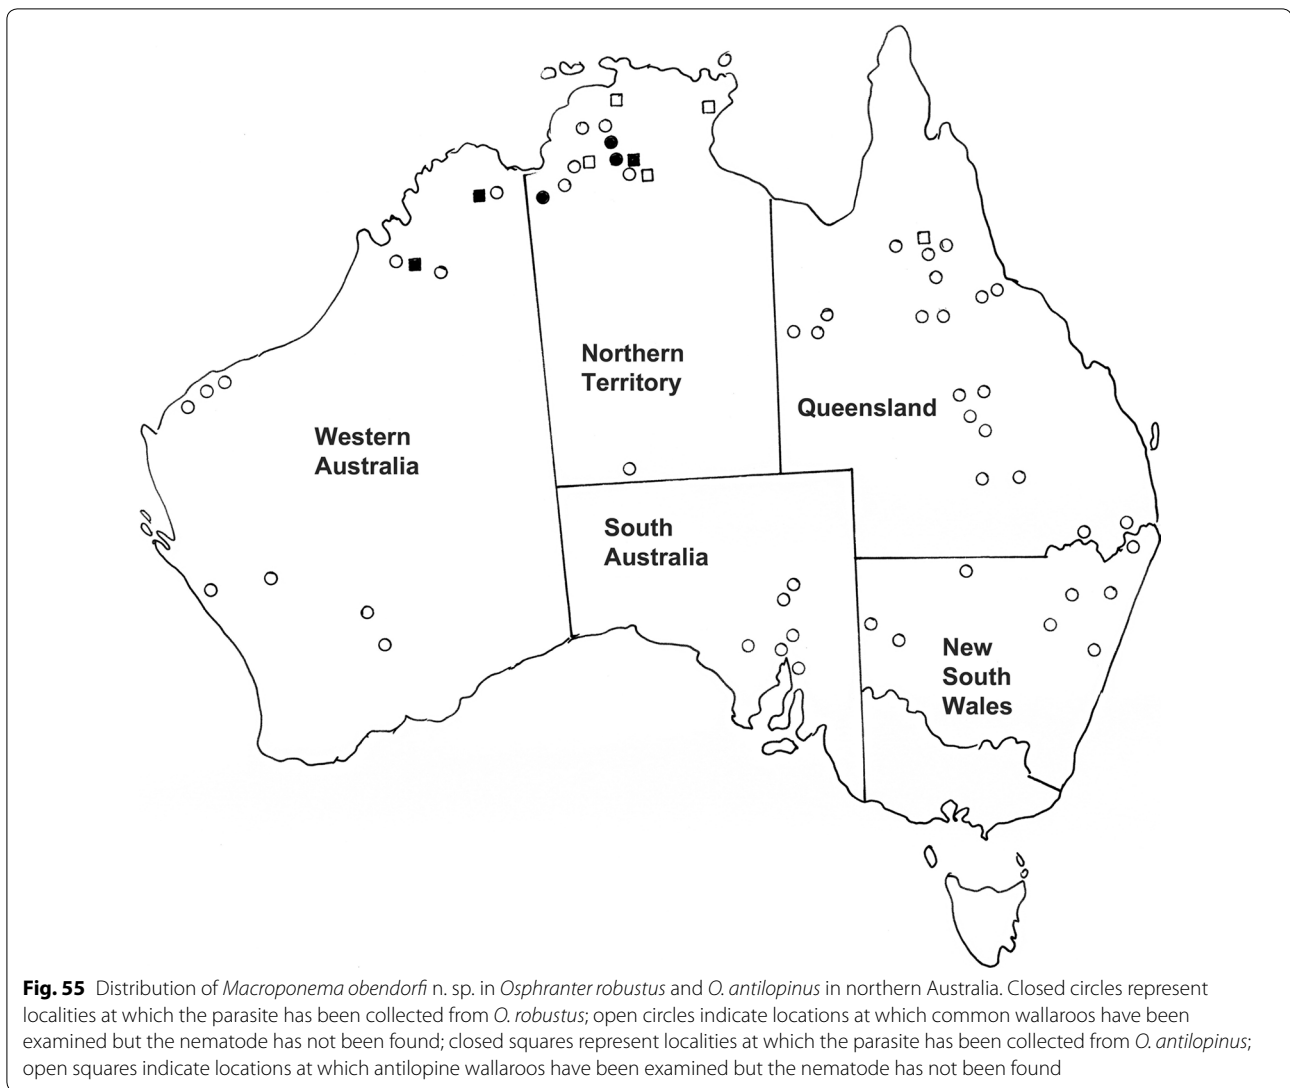 Northern
Territory
Queensland
Western
Australia
South
Australia
New
South
Wales
Fig. 55 Distribution of Macroponema obendorfi n. sp. in Osphranter robustus and O. antilopinus in northern Australia. Closed circles represent
localities at which the parasite has been collected from O. robustus; open circles indicate locations at which common wallaroos have been
examined but the nematode has not been found; closed squares represent localities at which the parasite has been collected from O. antilopinus;
open squares indicate locations at which antilopine wallaroos have been examined but the nematode has not been found